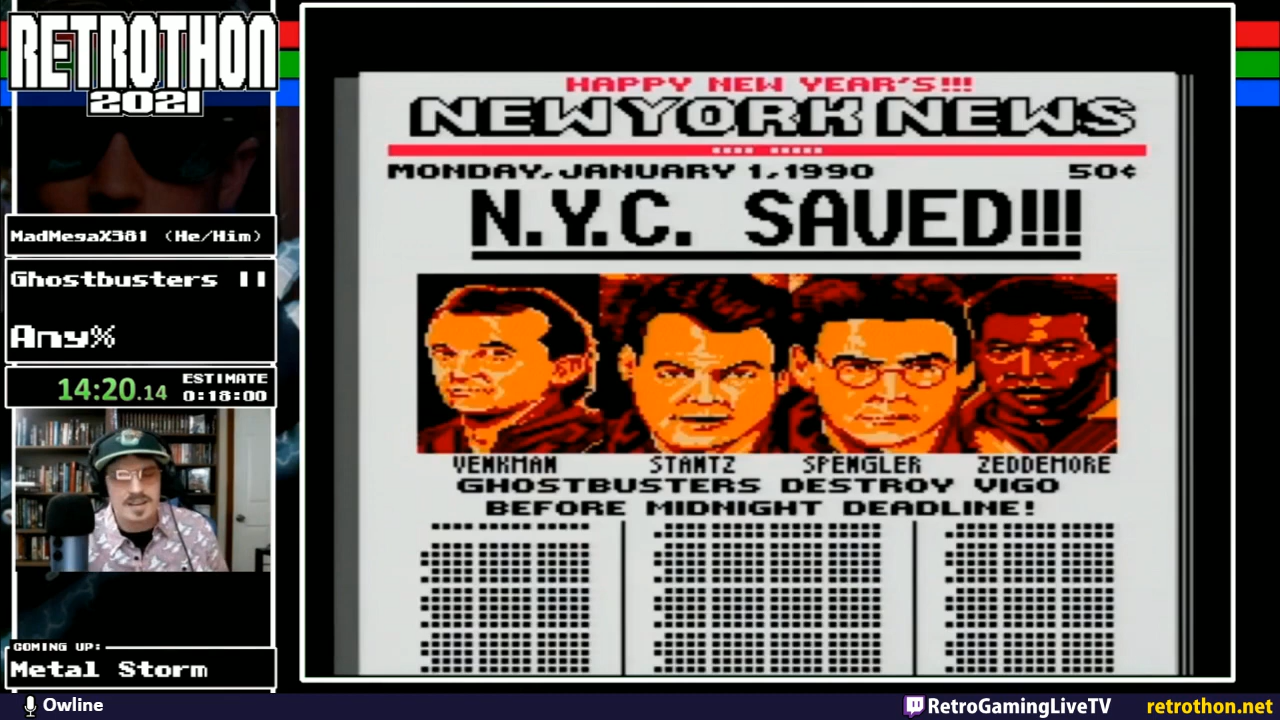 RETROTHON
2021
MadMegaX381 (He/Him)
Ghostbusters II
Any%
14:20.14
ESTIMATE
0:18:00
COMING UP:
Metal Storm
Owline
HAPPY NEW YEAR'S!!!
NEW YORK NEWS
MONDAY, JANUARY 1, 1990 50¢
N.Y.C. SAVED!!!
VENKMAN STANTZ SPENGLER ZEDDEMORE
GHOSTBUSTERS DESTROY VIGO
BEFORE MIDNIGHT DEADLINE!
RetroGamingLiveTV
retrothon.net